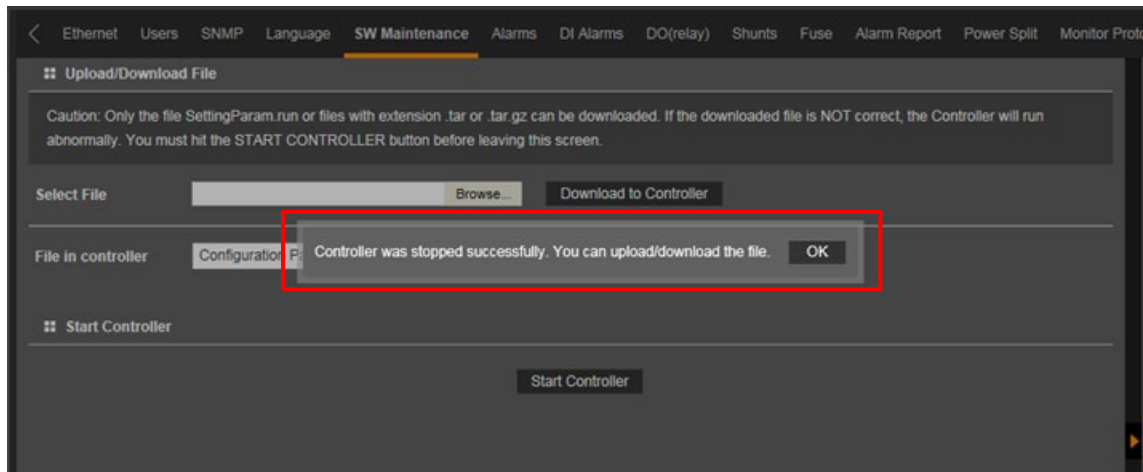 Ethernet Users SNMP Language SW Maintenance Alarms DI Alarms DO(relay) Shunts Fuse Alarm Report Power Split Monitor Proto
Upload/Download File
Caution: Only the file SettingParam.run or files with extension .tar or .tar.gz can be downloaded. If the downloaded file is NOT correct, the Controller will run
abnormally. You must hit the START CONTROLLER button before leaving this screen.
Select File Browse... Download to Controller
File in controller Configuration P
Controller was stopped successfully. You can upload/download the file. OK
Start Controller
Start Controller